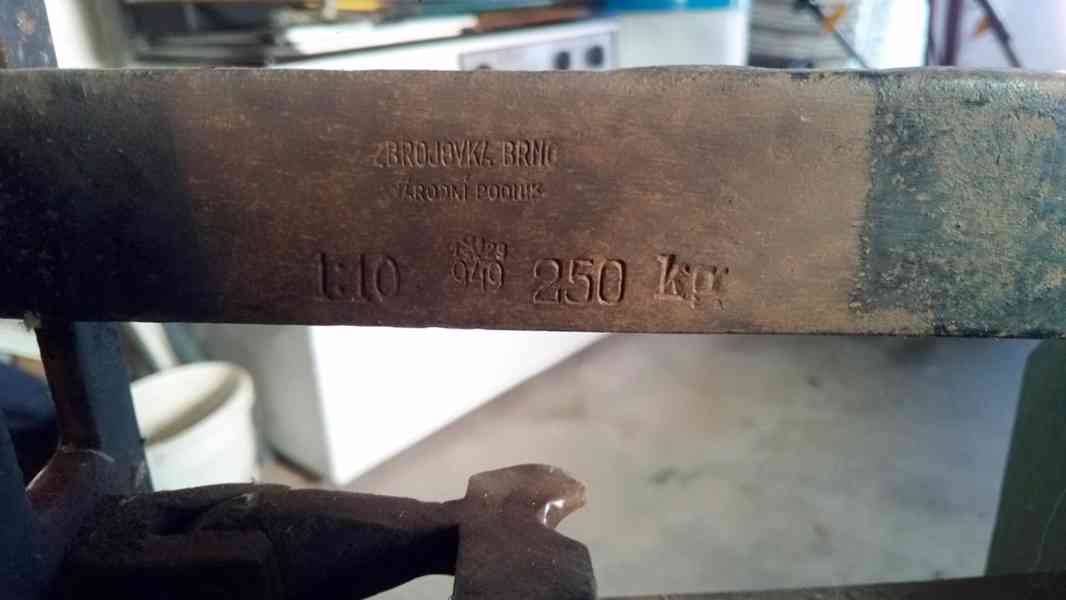 ZBROJOVKA BRNO
NÁRODNÍ PODNIK
1:10 949 250 kg